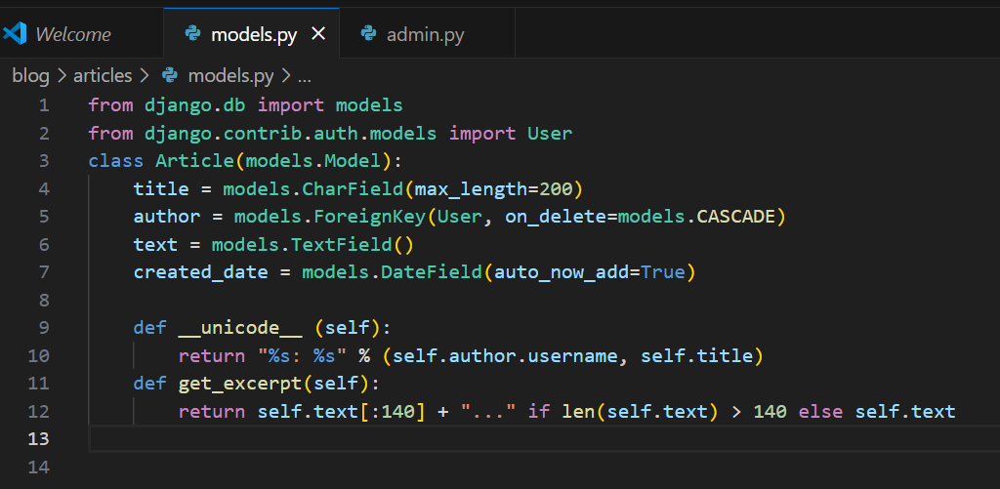 Welcome models.py × admin.py
blog > articles > models.py > ...
1 from django.db import models
2 from django.contrib.auth.models import User
3 class Article(models.Model):
4     title = models.CharField(max_length=200)
5     author = models.ForeignKey(User, on_delete=models.CASCADE)
6     text = models.TextField()
7     created_date = models.DateField(auto_now_add=True)
8
9     def __unicode__ (self):
10         return "%s: %s" % (self.author.username, self.title)
11     def get_excerpt(self):
12         return self.text[:140] + "..." if len(self.text) > 140 else self.text
13
14